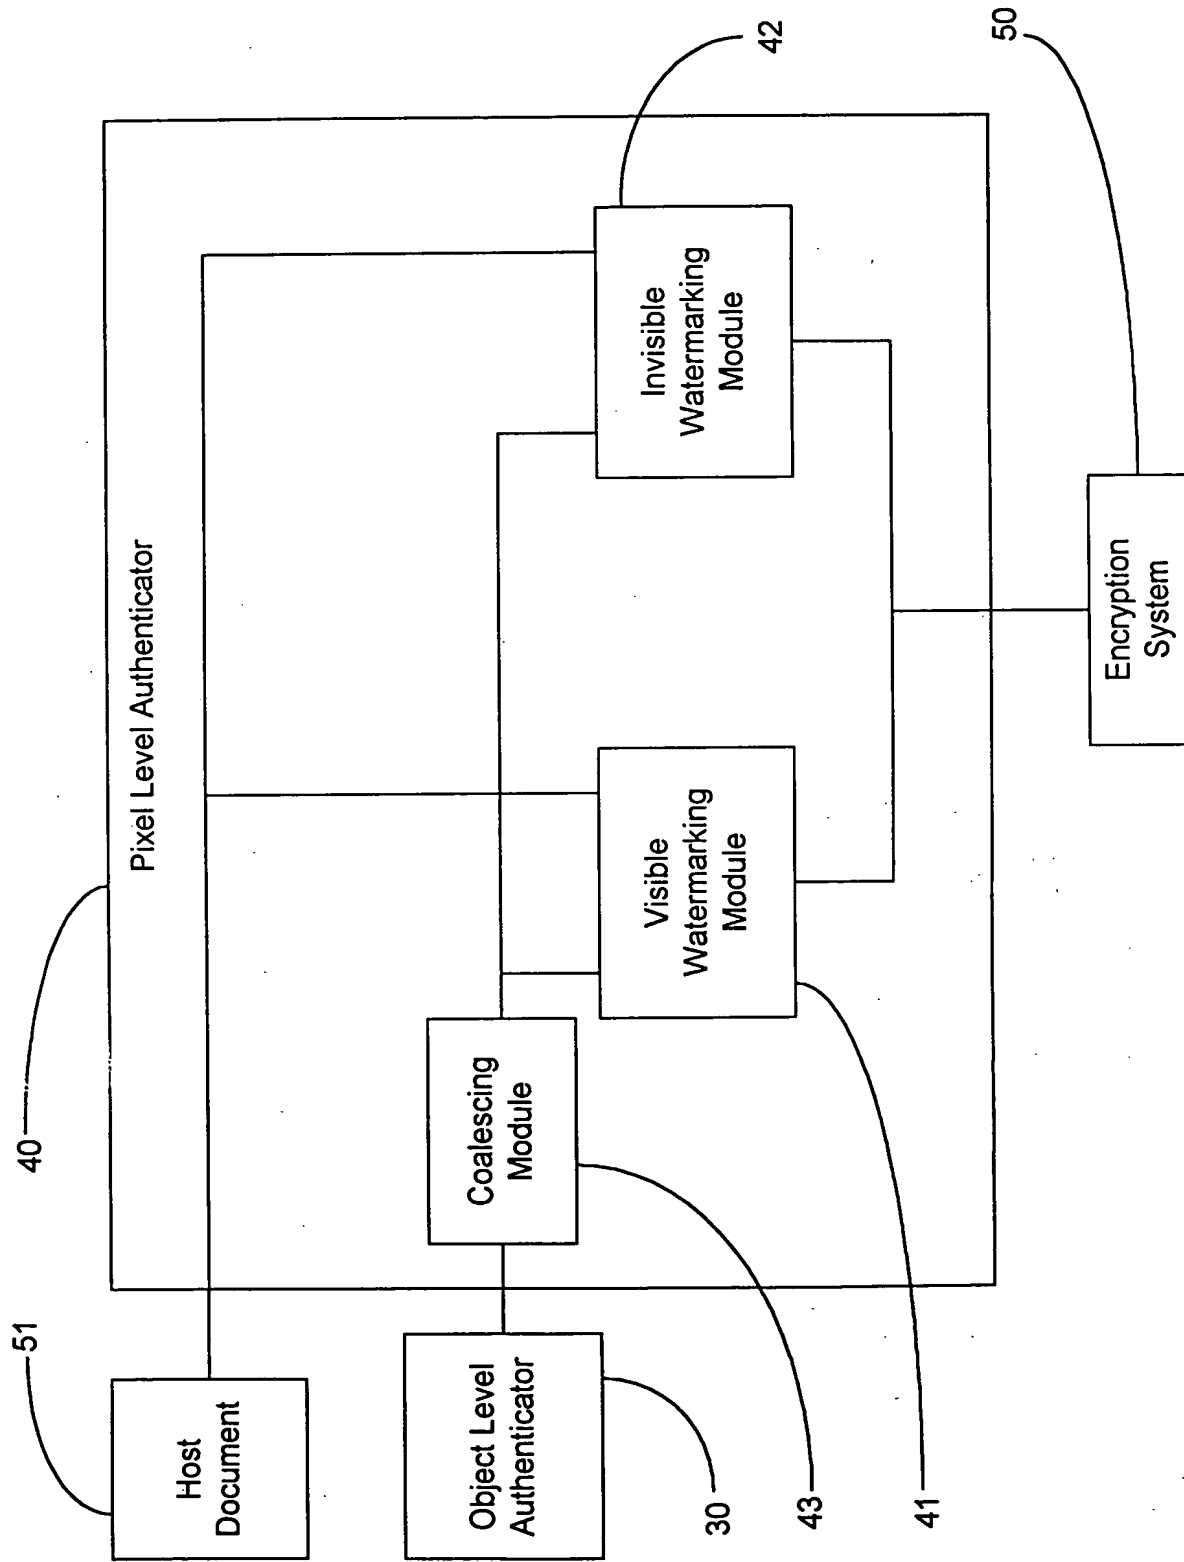 Pixel Level Authenticator
40
51
Host
Document
Object Level
Authenticator
30
Coalescing
Module
43
Visible
Watermarking
Module
41
Invisible
Watermarking
Module
42
Encryption
System
50